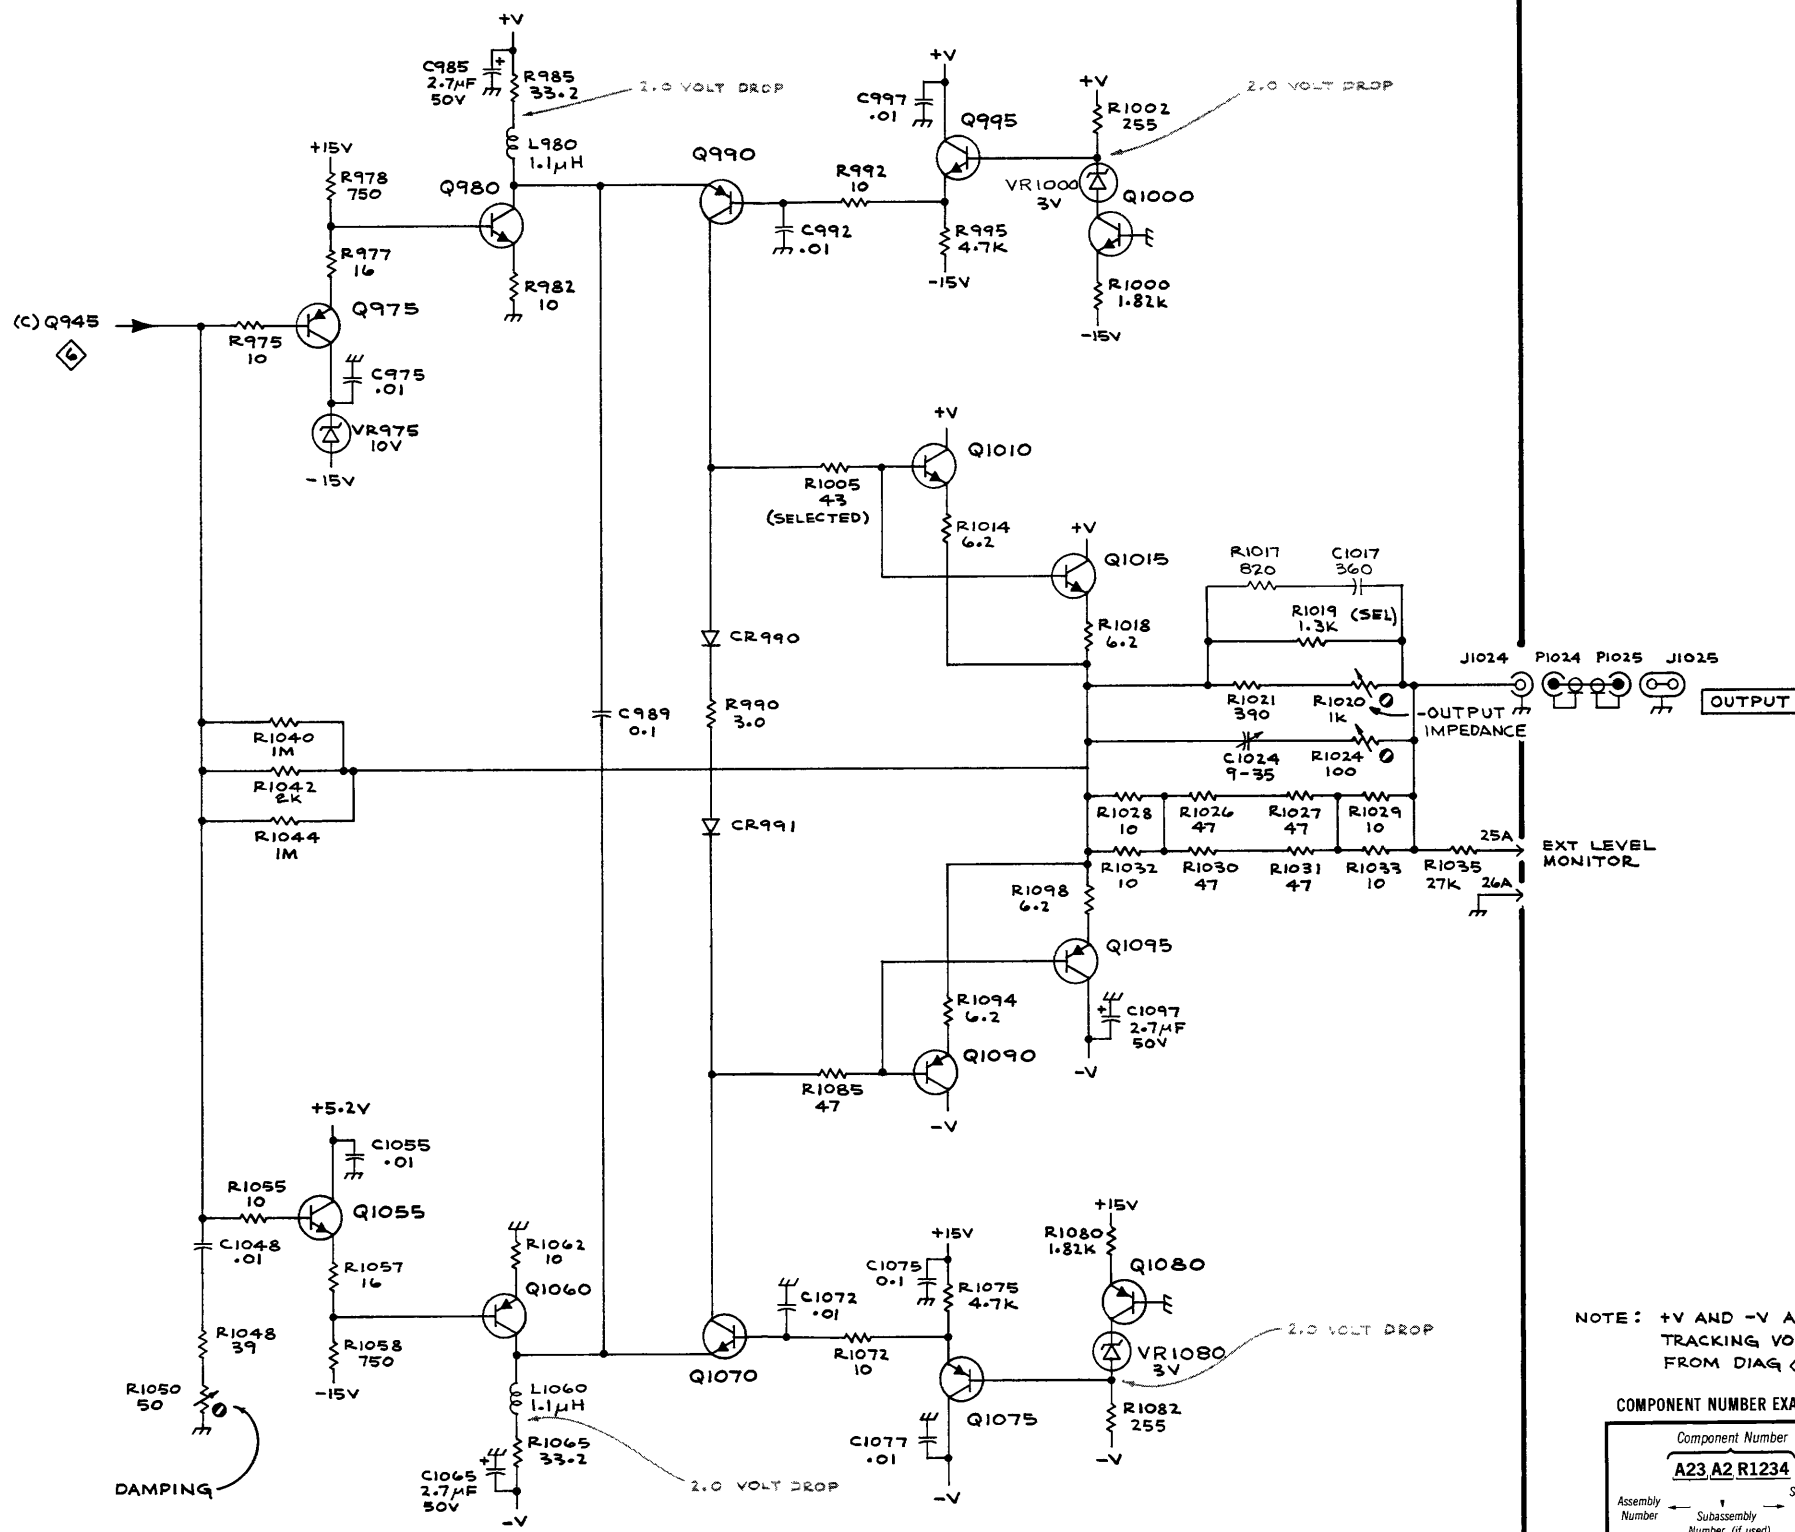 +V
C985
2.7µF
50V
+
R985
33.2
2.0 VOLT DROP
L980
1.1µH
+15V
R978
750
Q980
R977
16
R982
10
(C) Q945
6
R975
10
Q975
C975
.01
VR975
10V
-15V
Q990
+V
C997
.01
Q995
R992
10
C992
.01
R995
4.7K
-15V
+V
R1002
255
2.0 VOLT DROP
VR1000
3V
Q1000
R1000
1.82K
-15V
+V
Q1010
R1005
43
(SELECTED)
R1014
6.2
+V
Q1015
R1018
6.2
CR990
R990
3.0
C989
0.1
CR991
R1017
820
C1017
360
R1019
1.3K
(SEL)
R1021
390
R1020
1K
OUTPUT
IMPEDANCE
C1024
9-35
R1024
100
J1024
P1024
P1025
J1025
OUTPUT
R1028
10
R1026
47
R1027
47
R1029
10
R1032
10
R1030
47
R1031
47
R1033
10
R1035
27K
25A
EXT LEVEL
MONITOR
26A
R1040
1M
R1042
2K
R1044
1M
R1098
6.2
Q1095
R1094
6.2
+
C1097
2.7µF
50V
-V
Q1090
R1085
47
-V
+5.2V
C1055
.01
R1055
10
Q1055
C1048
.01
R1057
16
R1048
39
R1058
750
-15V
R1050
50
DAMPING
R1062
10
Q1060
L1060
1.1µH
R1065
33.2
+
C1065
2.7µF
50V
-V
2.0 VOLT DROP
Q1070
C1072
.01
R1072
10
+15V
C1075
0.1
R1075
4.7K
Q1075
C1077
.01
-V
+15V
R1080
1.82K
Q1080
VR1080
3V
2.0 VOLT DROP
R1082
255
-V
NOTE: +V AND -V A
TRACKING VO
FROM DIAG
COMPONENT NUMBER EXA
Component Number
A23 A2 R1234
Assembly
Number
S
Subassembly
Number (if used)